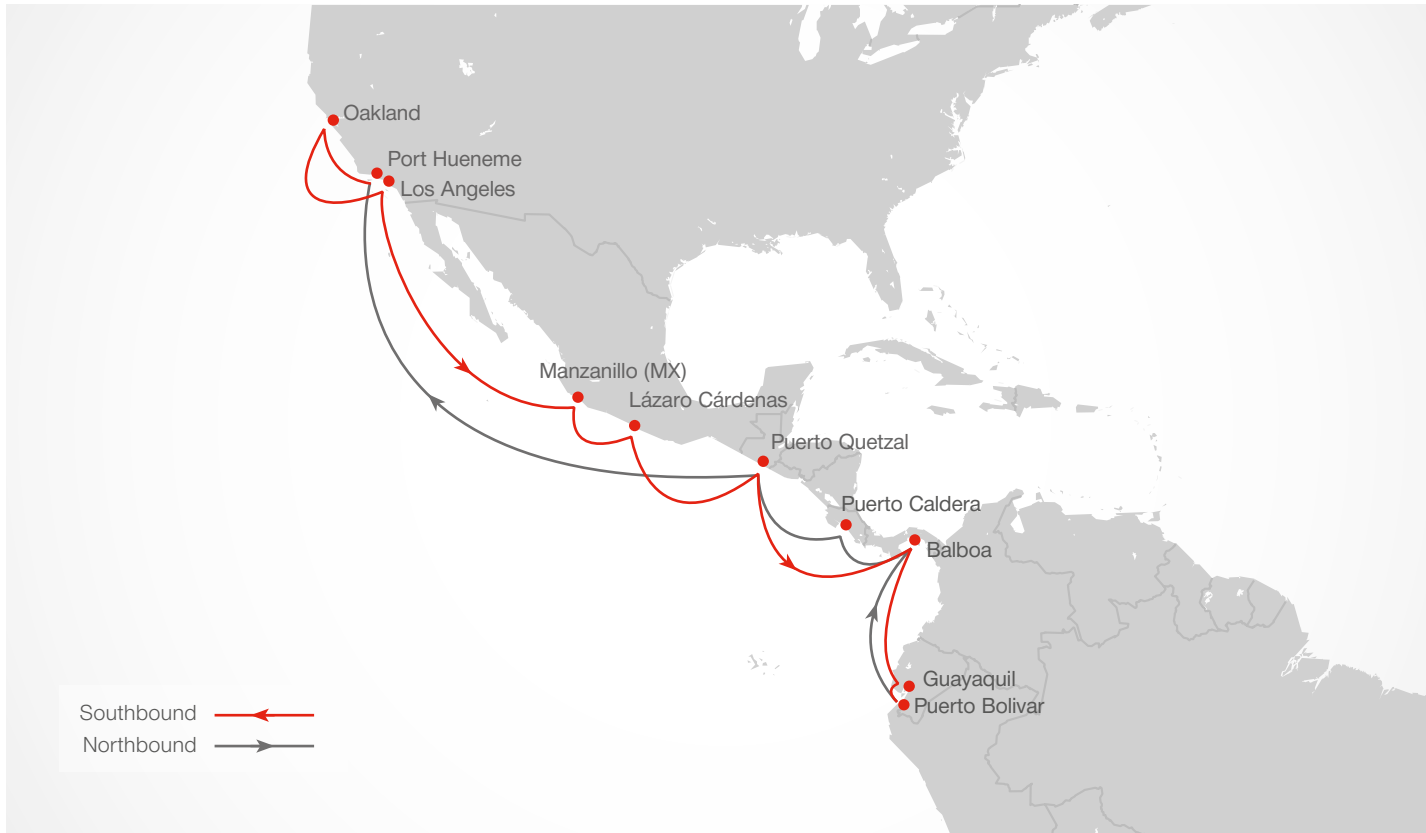 Oakland
Port Hueneme
Los Angeles
Manzanillo (MX)
Lázaro Cárdenas
Puerto Quetzal
Puerto Caldera
Balboa
Guayaquil
Puerto Bolivar
Southbound
Northbound